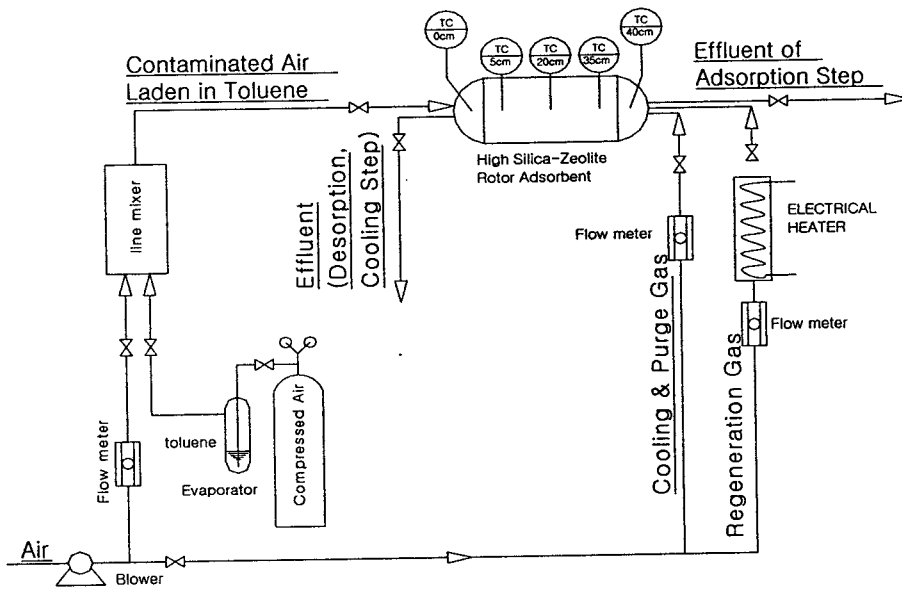 TC
0cm
TC
5cm
TC
20cm
TC
35cm
TC
40cm
Contaminated Air
Laden in Toluene
Effluent of
Adsorption Step
High Silica-Zeolite
Rotor Adsorbent
line mixer
Effluent
(Desorption,
Cooling Step)
Flow meter
ELECTRICAL
HEATER
Flow meter
Cooling & Purge Gas
Regeneration Gas
Flow meter
toluene
Evaporator
Compressed Air
Air
Blower